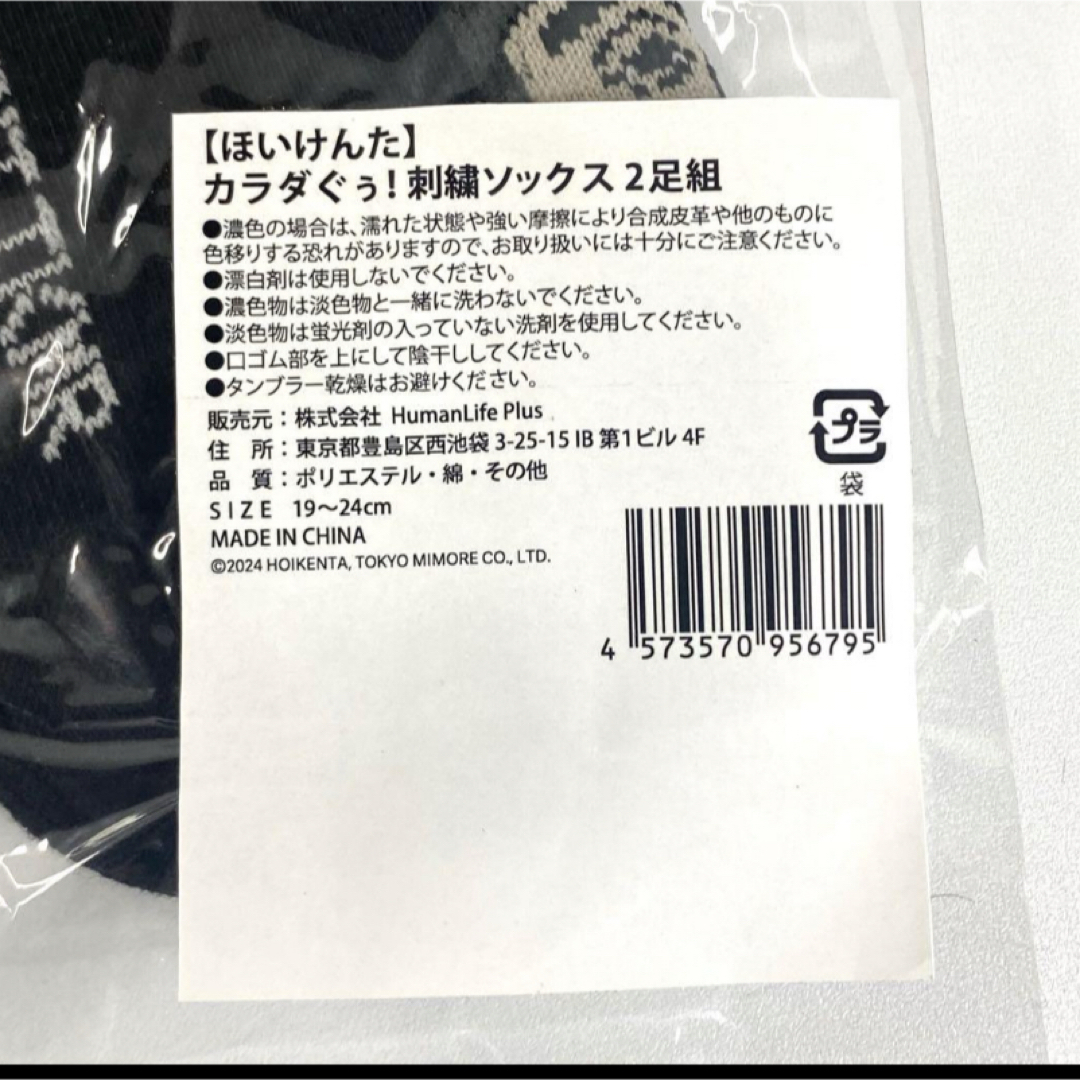 【ほいけんた】
カラダぐぅ!刺繍ソックス2足組
●濃色の場合は、濡れた状態や強い摩擦により合成皮革や他のものに
色移りする恐れがありますので、お取り扱いには十分にご注意ください。
●漂白剤は使用しないでください。
●濃色物は淡色物と一緒に洗わないでください。
●淡色物は蛍光剤の入っていない洗剤を使用してください。
●口ゴム部を上にして陰干ししてください。
●タンブラー乾燥はお避けください。
販売元:株式会社 HumanLife Plus
住 所:東京都豊島区西池袋 3-25-15 IB 第1ビル 4F
品 質:ポリエステル・綿・その他
SIZE 19~24cm
MADE IN CHINA
©2024 HOIKENTA, TOKYO MIMORE CO., LTD.
プラ
袋
4 573570 956795